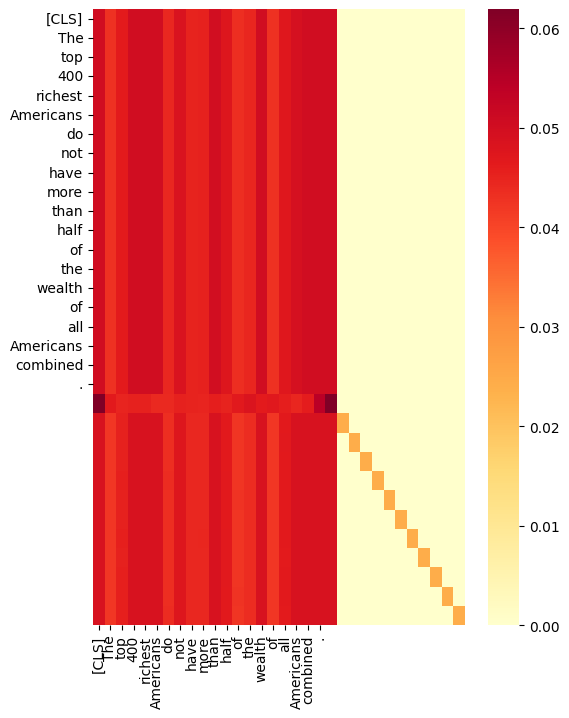 [CLS]
The
top
400
richest
Americans
do
not
have
more
than
half
of
the
wealth
of
all
Americans
combined
.
0.06
0.05
0.04
0.03
0.02
0.01
0.00
[CLS]
The
top
400
richest
Americans
do
not
have
more
than
half
of
the
wealth
of
all
Americans
combined
.